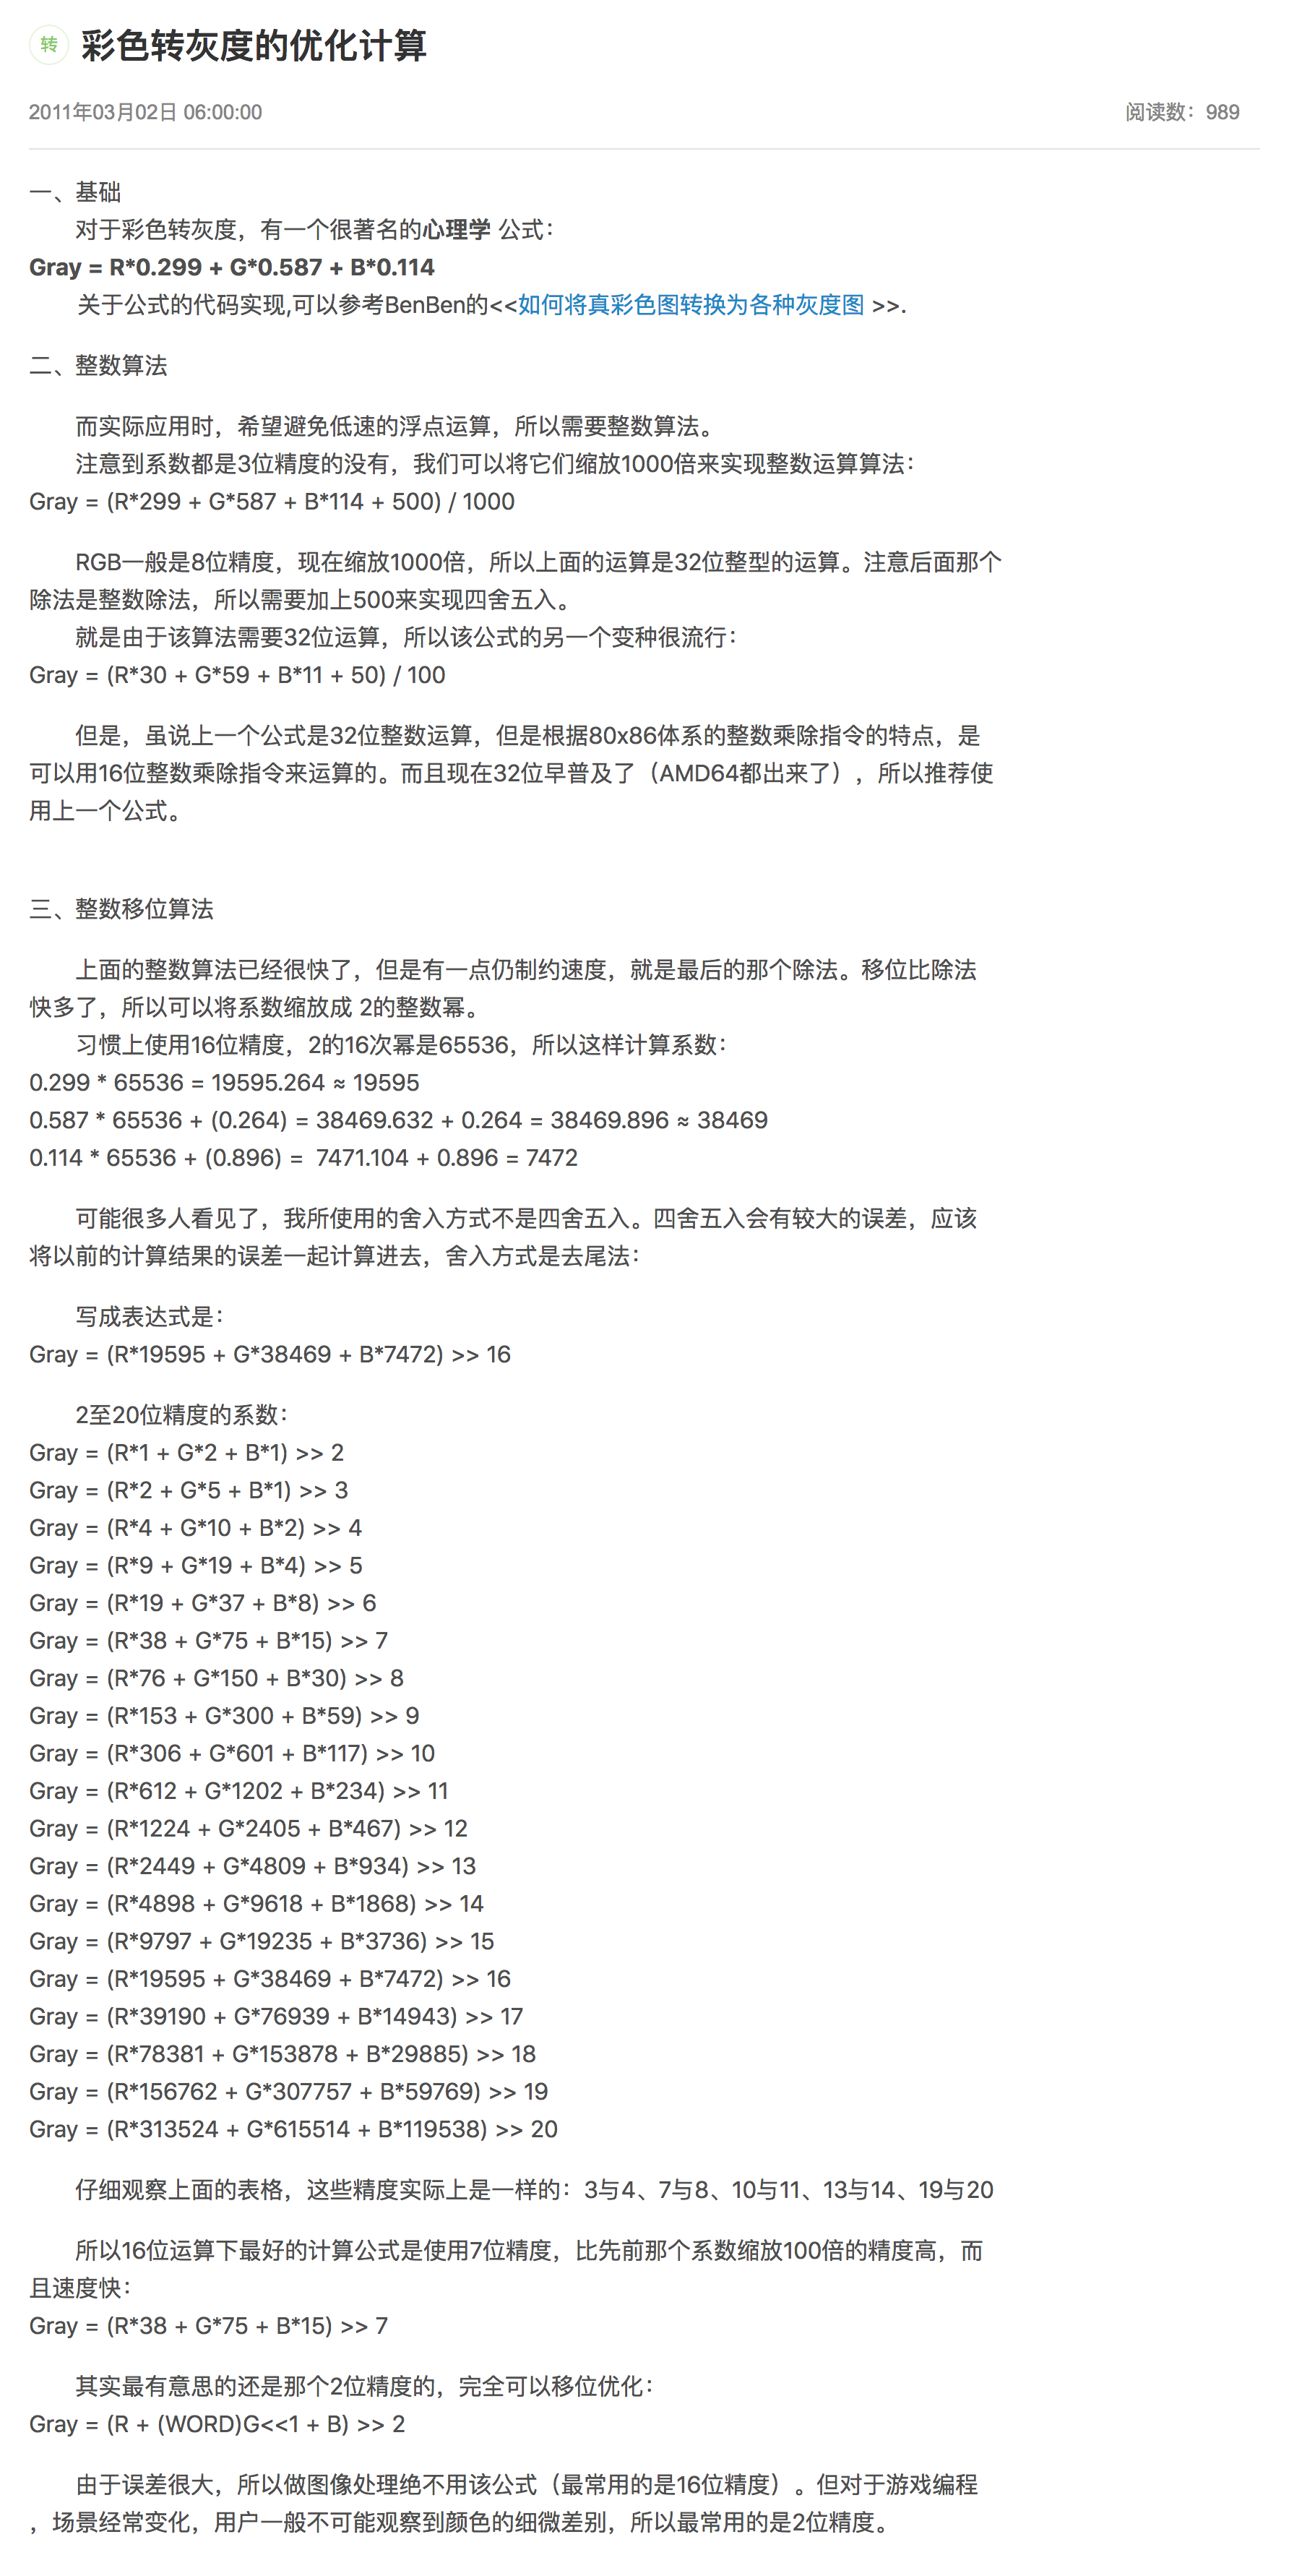 转 彩色转灰度的优化计算
2011年03月02日 06:00:00 阅读数：989
一、基础
对于彩色转灰度，有一个很著名的心理学 公式：
Gray = R*0.299 + G*0.587 + B*0.114
关于公式的代码实现,可以参考BenBen的<<如何将真彩色图转换为各种灰度图 >>.
二、整数算法
而实际应用时，希望避免低速的浮点运算，所以需要整数算法。
注意到系数都是3位精度的没有，我们可以将它们缩放1000倍来实现整数运算算法：
Gray = (R*299 + G*587 + B*114 + 500) / 1000
RGB一般是8位精度，现在缩放1000倍，所以上面的运算是32位整型的运算。注意后面那个
除法是整数除法，所以需要加上500来实现四舍五入。
就是由于该算法需要32位运算，所以该公式的另一个变种很流行：
Gray = (R*30 + G*59 + B*11 + 50) / 100
但是，虽说上一个公式是32位整数运算，但是根据80x86体系的整数乘除指令的特点，是
可以用16位整数乘除指令来运算的。而且现在32位早普及了（AMD64都出来了），所以推荐使
用上一个公式。
三、整数移位算法
上面的整数算法已经很快了，但是有一点仍制约速度，就是最后的那个除法。移位比除法
快多了，所以可以将系数缩放成 2的整数幂。
习惯上使用16位精度，2的16次幂是65536，所以这样计算系数：
0.299 * 65536 = 19595.264 ≈ 19595
0.587 * 65536 + (0.264) = 38469.632 + 0.264 = 38469.896 ≈ 38469
0.114 * 65536 + (0.896) =  7471.104 + 0.896 = 7472
可能很多人看见了，我所使用的舍入方式不是四舍五入。四舍五入会有较大的误差，应该
将以前的计算结果的误差一起计算进去，舍入方式是去尾法：
写成表达式是：
Gray = (R*19595 + G*38469 + B*7472) >> 16
2至20位精度的系数：
Gray = (R*1 + G*2 + B*1) >> 2
Gray = (R*2 + G*5 + B*1) >> 3
Gray = (R*4 + G*10 + B*2) >> 4
Gray = (R*9 + G*19 + B*4) >> 5
Gray = (R*19 + G*37 + B*8) >> 6
Gray = (R*38 + G*75 + B*15) >> 7
Gray = (R*76 + G*150 + B*30) >> 8
Gray = (R*153 + G*300 + B*59) >> 9
Gray = (R*306 + G*601 + B*117) >> 10
Gray = (R*612 + G*1202 + B*234) >> 11
Gray = (R*1224 + G*2405 + B*467) >> 12
Gray = (R*2449 + G*4809 + B*934) >> 13
Gray = (R*4898 + G*9618 + B*1868) >> 14
Gray = (R*9797 + G*19235 + B*3736) >> 15
Gray = (R*19595 + G*38469 + B*7472) >> 16
Gray = (R*39190 + G*76939 + B*14943) >> 17
Gray = (R*78381 + G*153878 + B*29885) >> 18
Gray = (R*156762 + G*307757 + B*59769) >> 19
Gray = (R*313524 + G*615514 + B*119538) >> 20
仔细观察上面的表格，这些精度实际上是一样的：3与4、7与8、10与11、13与14、19与20
所以16位运算下最好的计算公式是使用7位精度，比先前那个系数缩放100倍的精度高，而
且速度快：
Gray = (R*38 + G*75 + B*15) >> 7
其实最有意思的还是那个2位精度的，完全可以移位优化：
Gray = (R + (WORD)G<<1 + B) >> 2
由于误差很大，所以做图像处理绝不用该公式（最常用的是16位精度）。但对于游戏编程
，场景经常变化，用户一般不可能观察到颜色的细微差别，所以最常用的是2位精度。